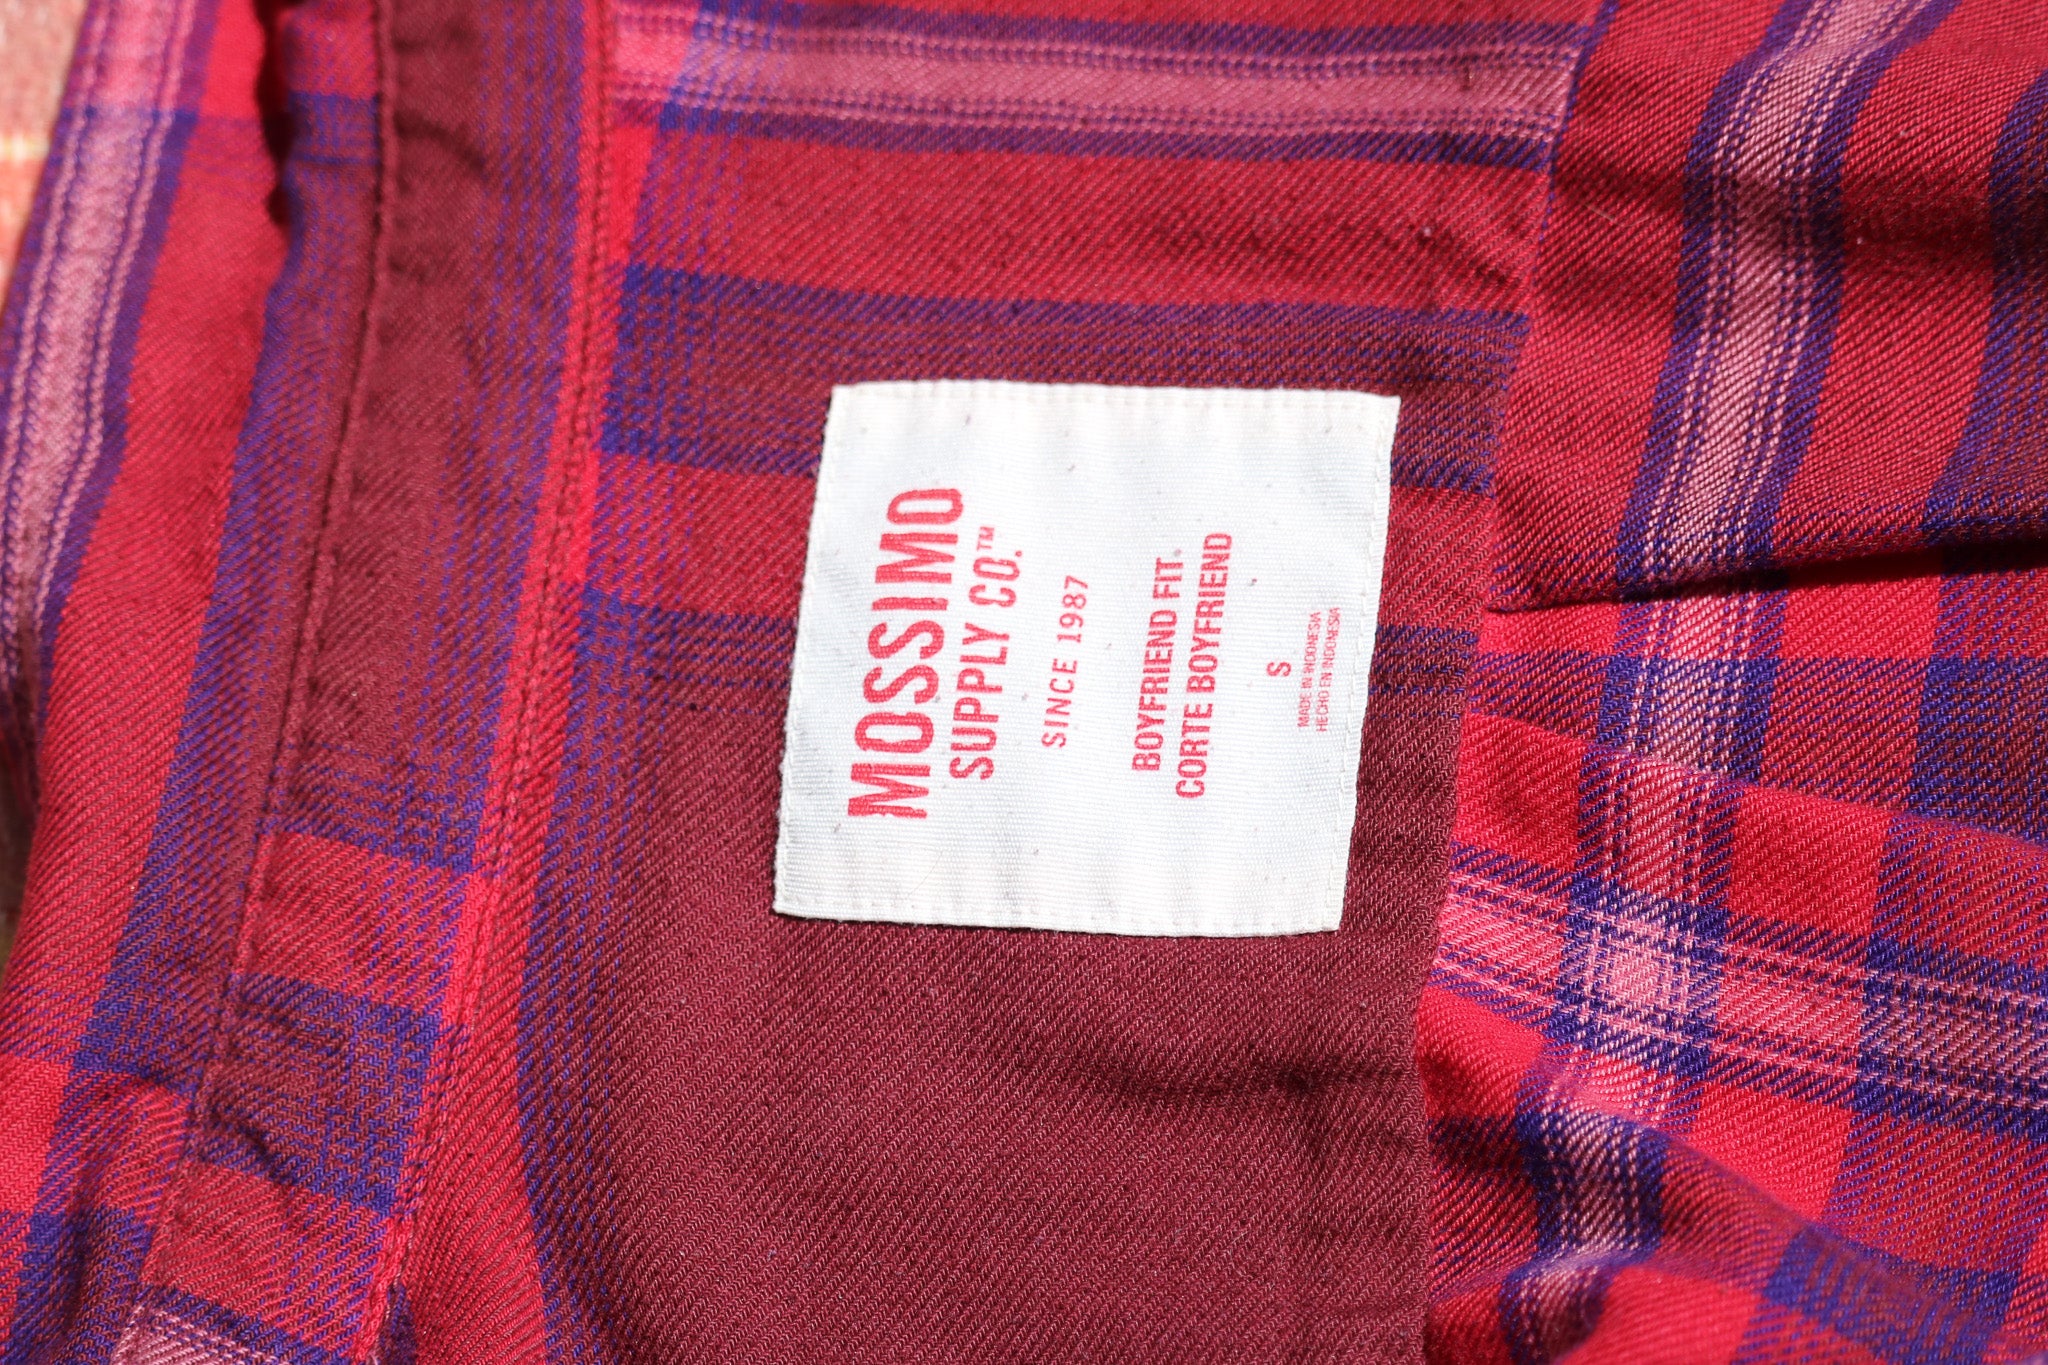 MOSSIMO
SUPPLY CO.™
SINCE 1987
BOYFRIEND FIT.
CORTE BOYFRIEND
S
MADE IN INDONESIA
HECHO EN INDONESIA